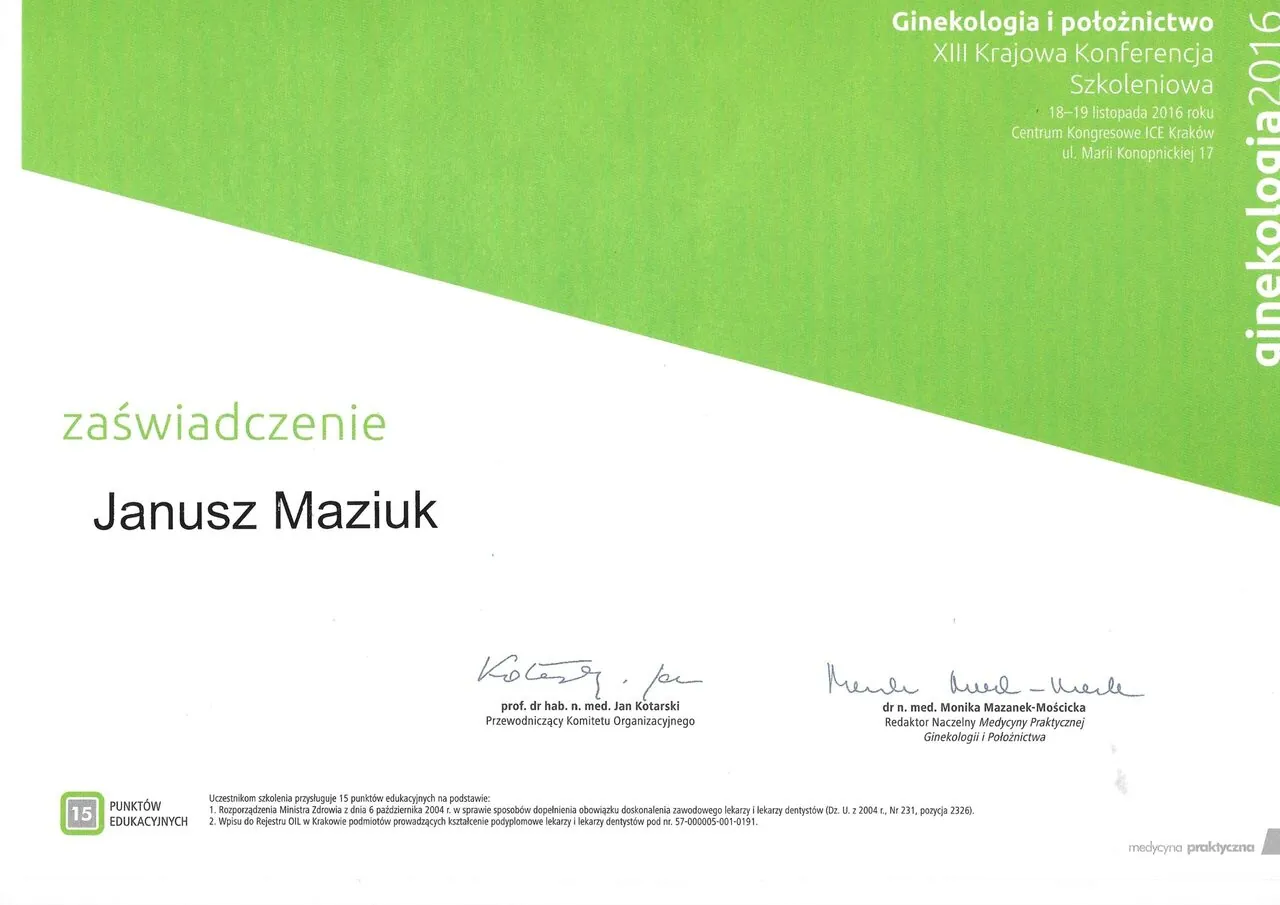 Ginekologia i położnictwo
XIII Krajowa Konferencja
Szkoleniowa
18–19 listopada 2016 roku
Centrum Kongresowe ICE Kraków
ul. Marii Konopnickiej 17
ginekologia2016
zaświadczenie
Janusz Maziuk
prof. dr hab. n. med. Jan Kotarski
Przewodniczący Komitetu Organizacyjnego
dr n. med. Monika Mazanek-Mościcka
Redaktor Naczelny Medycyny Praktycznej
Ginekologii i Położnictwa
15 PUNKTÓW
EDUKACYJNYCH
Uczestnikom szkolenia przysługuje 15 punktów edukacyjnych na podstawie:
1. Rozporządzenia Ministra Zdrowia z dnia 6 października 2004 r. w sprawie sposobów dopełnienia obowiązku doskonalenia zawodowego lekarzy i lekarzy dentystów (Dz. U. z 2004 r., Nr 231, pozycja 2326).
2. Wpisu do Rejestru OIL w Krakowie podmiotów prowadzących kształcenie podyplomowe lekarzy i lekarzy dentystów pod nr. 57-000005-001-0191.
medycyna praktyczna